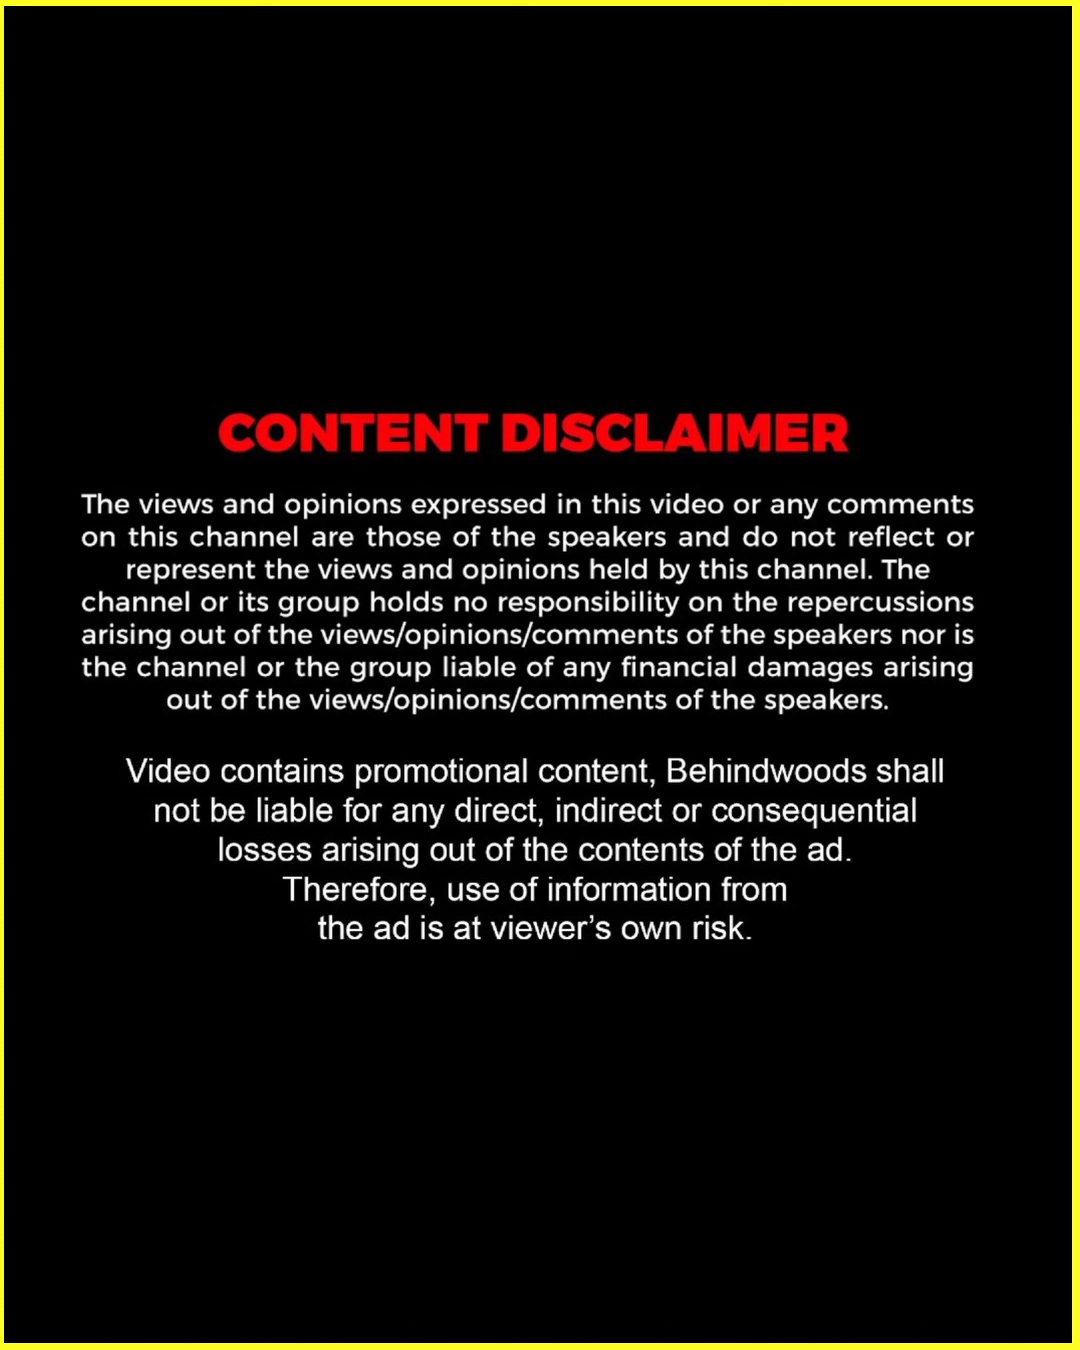 CONTENT DISCLAIMER
The views and opinions expressed in this video or any comments
on this channel are those of the speakers and do not reflect or
represent the views and opinions held by this channel. The
channel or its group holds no responsibility on the repercussions
arising out of the views/opinions/comments of the speakers nor is
the channel or the group liable of any financial damages arising
out of the views/opinions/comments of the speakers.
Video contains promotional content, Behindwoods shall
not be liable for any direct, indirect or consequential
losses arising out of the contents of the ad.
Therefore, use of information from
the ad is at viewer’s own risk.